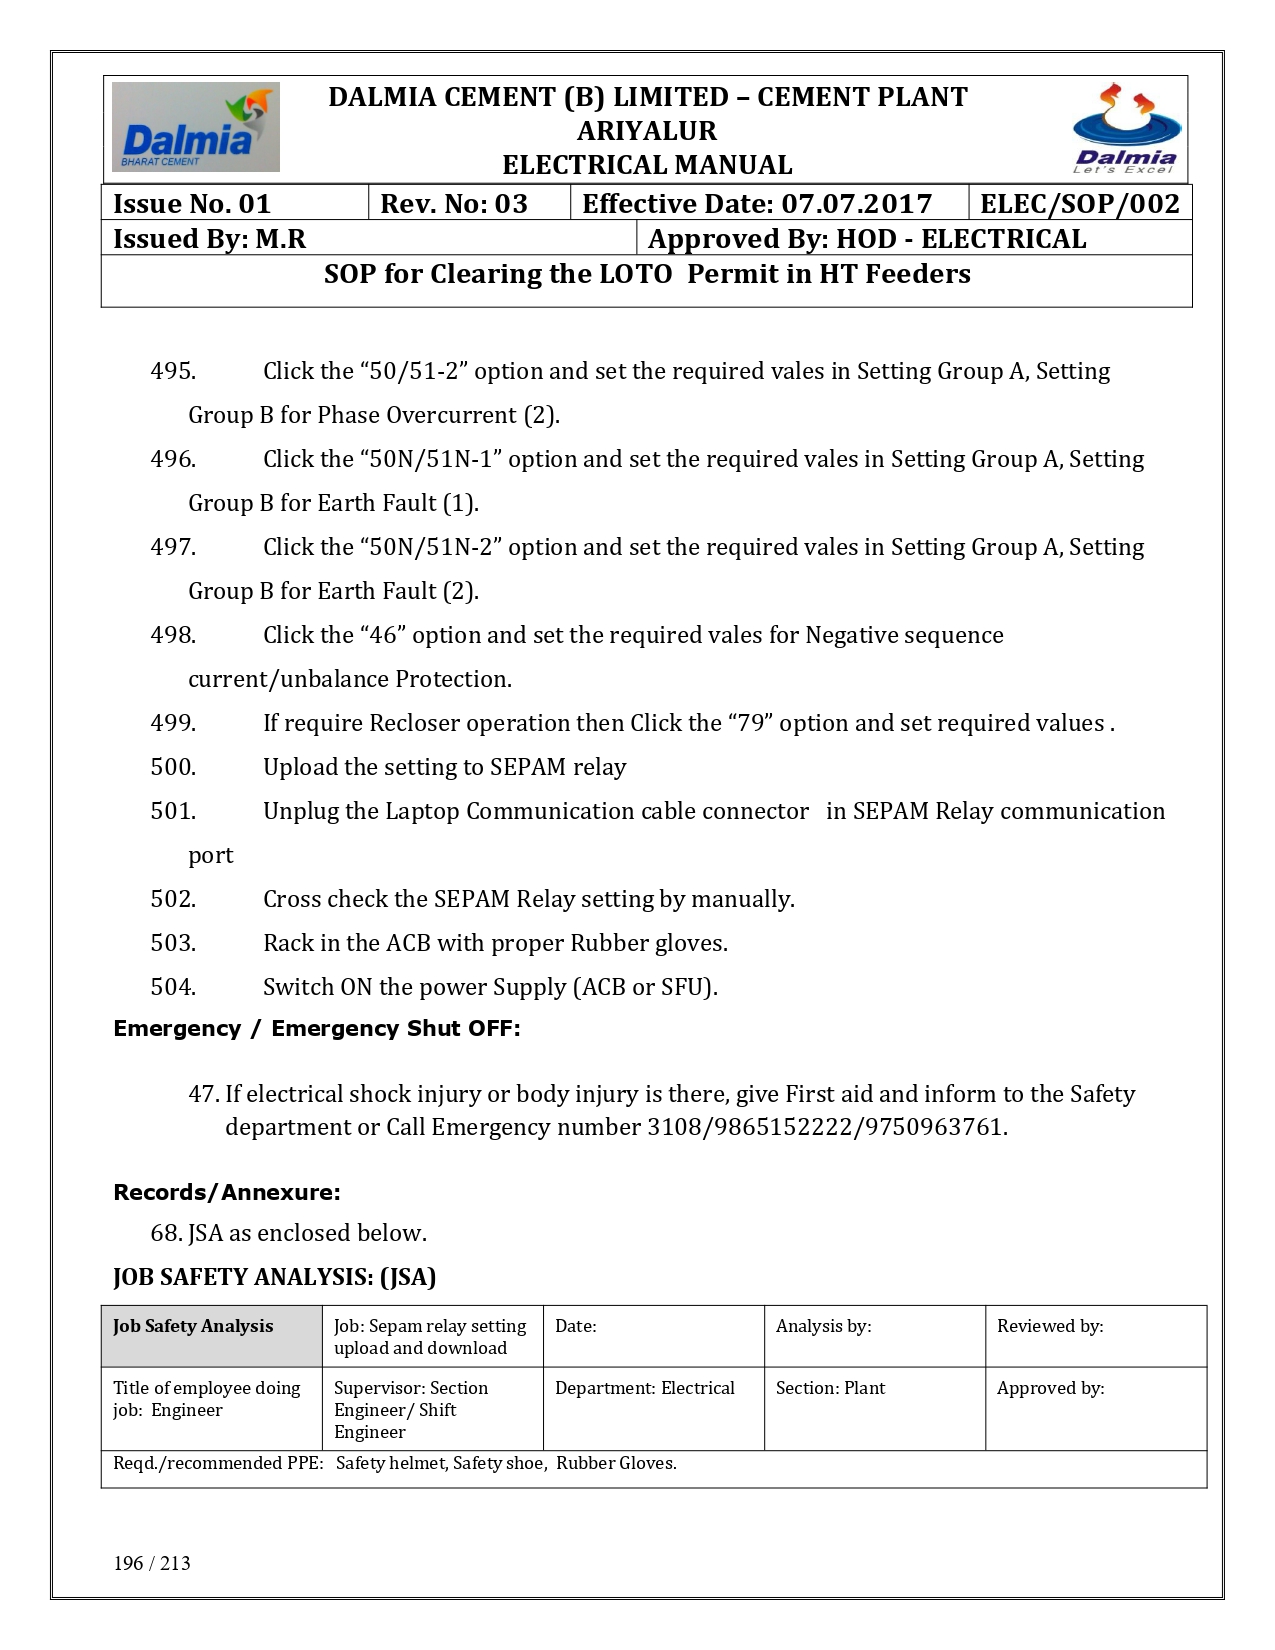 Dalmia
BHARAT CEMENT
DALMIA CEMENT (B) LIMITED – CEMENT PLANT
ARIYALUR
ELECTRICAL MANUAL
Dalmia
Let's Excel
Issue No. 01 Rev. No: 03 Effective Date: 07.07.2017 ELEC/SOP/002
Issued By: M.R Approved By: HOD - ELECTRICAL
SOP for Clearing the LOTO Permit in HT Feeders
495. Click the “50/51-2” option and set the required vales in Setting Group A, Setting
Group B for Phase Overcurrent (2).
496. Click the “50N/51N-1” option and set the required vales in Setting Group A, Setting
Group B for Earth Fault (1).
497. Click the “50N/51N-2” option and set the required vales in Setting Group A, Setting
Group B for Earth Fault (2).
498. Click the “46” option and set the required vales for Negative sequence
current/unbalance Protection.
499. If require Recloser operation then Click the “79” option and set required values .
500. Upload the setting to SEPAM relay
501. Unplug the Laptop Communication cable connector in SEPAM Relay communication
port
502. Cross check the SEPAM Relay setting by manually.
503. Rack in the ACB with proper Rubber gloves.
504. Switch ON the power Supply (ACB or SFU).
Emergency / Emergency Shut OFF:
47. If electrical shock injury or body injury is there, give First aid and inform to the Safety
department or Call Emergency number 3108/9865152222/9750963761.
Records/Annexure:
68. JSA as enclosed below.
JOB SAFETY ANALYSIS: (JSA)
Job Safety Analysis
Job: Sepam relay setting
upload and download
Date:
Analysis by:
Reviewed by:
Title of employee doing
job: Engineer
Supervisor: Section
Engineer/ Shift
Engineer
Department: Electrical
Section: Plant
Approved by:
Reqd./recommended PPE: Safety helmet, Safety shoe, Rubber Gloves.
196 / 213